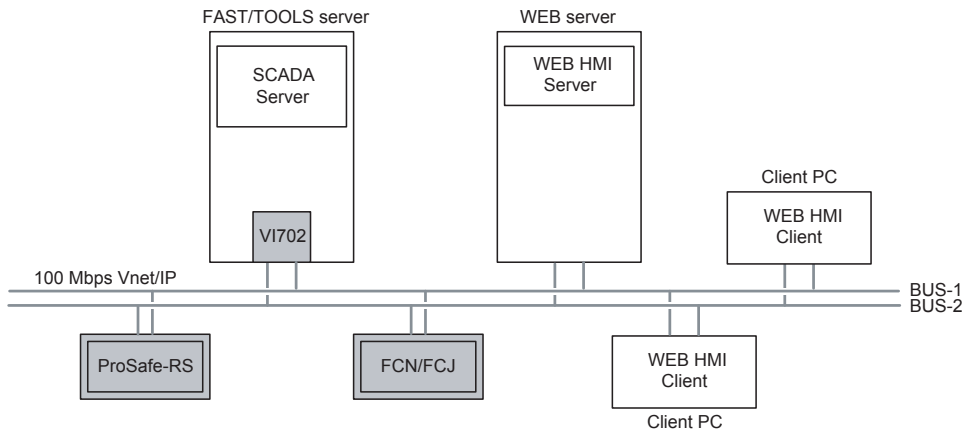 FAST/TOOLS server
WEB server
SCADA
Server
WEB HMI
Server
Client PC
WEB HMI
Client
VI702
100 Mbps Vnet/IP
BUS-1
BUS-2
ProSafe-RS
FCN/FCJ
WEB HMI
Client
Client PC